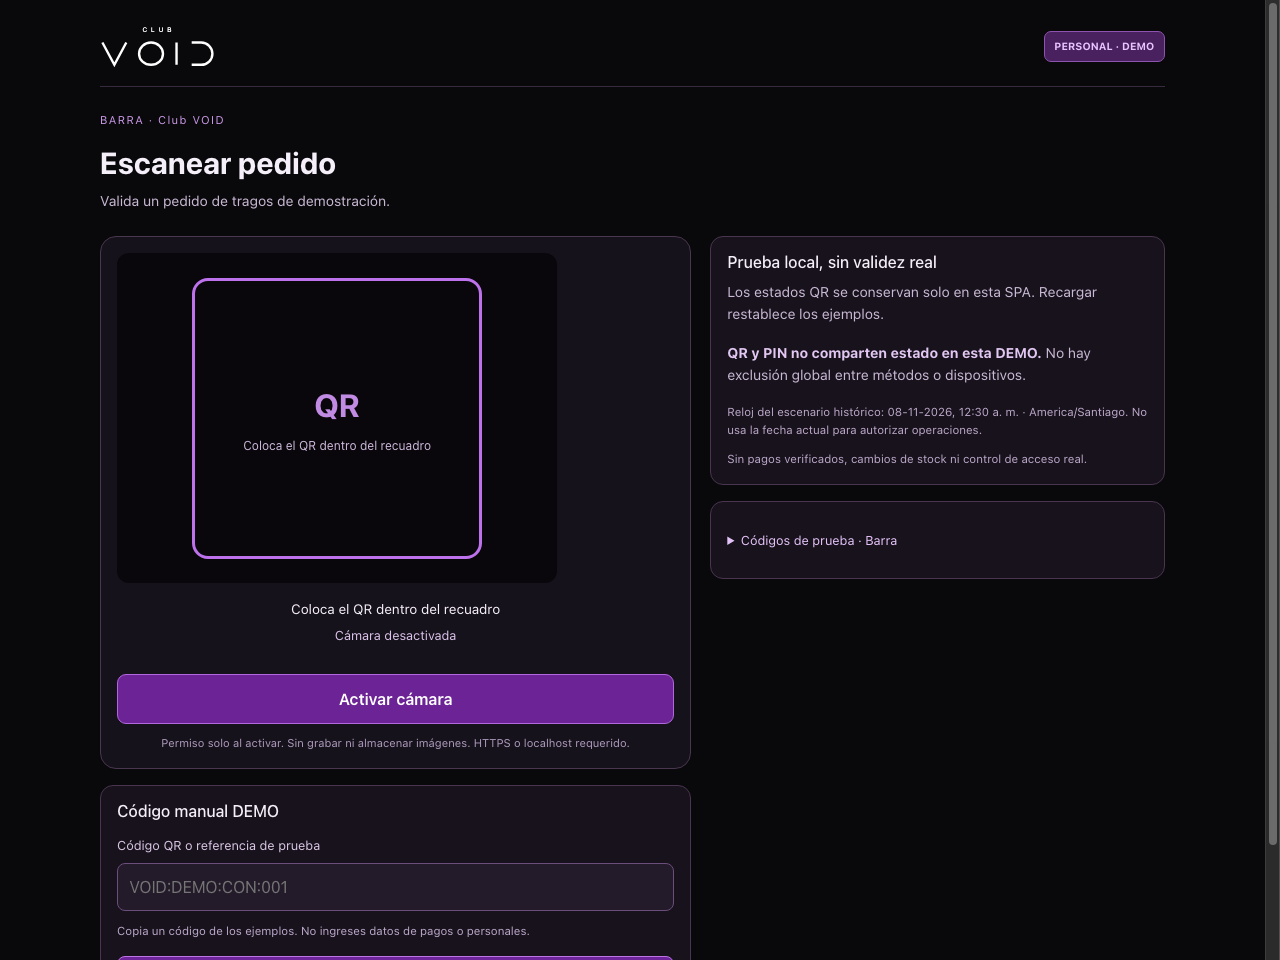 CLUB
VOID
PERSONAL · DEMO
BARRA · Club VOID
Escanear pedido
Valida un pedido de tragos de demostración.
QR
Coloca el QR dentro del recuadro
Coloca el QR dentro del recuadro
Cámara desactivada
Activar cámara
Permiso solo al activar. Sin grabar ni almacenar imágenes. HTTPS o localhost requerido.
Código manual DEMO
Código QR o referencia de prueba
VOID:DEMO:CON:001
Copia un código de los ejemplos. No ingreses datos de pagos o personales.
Prueba local, sin validez real
Los estados QR se conservan solo en esta SPA. Recargar
restablece los ejemplos.
QR y PIN no comparten estado en esta DEMO. No hay
exclusión global entre métodos o dispositivos.
Reloj del escenario histórico: 08-11-2026, 12:30 a. m. · America/Santiago. No
usa la fecha actual para autorizar operaciones.
Sin pagos verificados, cambios de stock ni control de acceso real.
Códigos de prueba · Barra